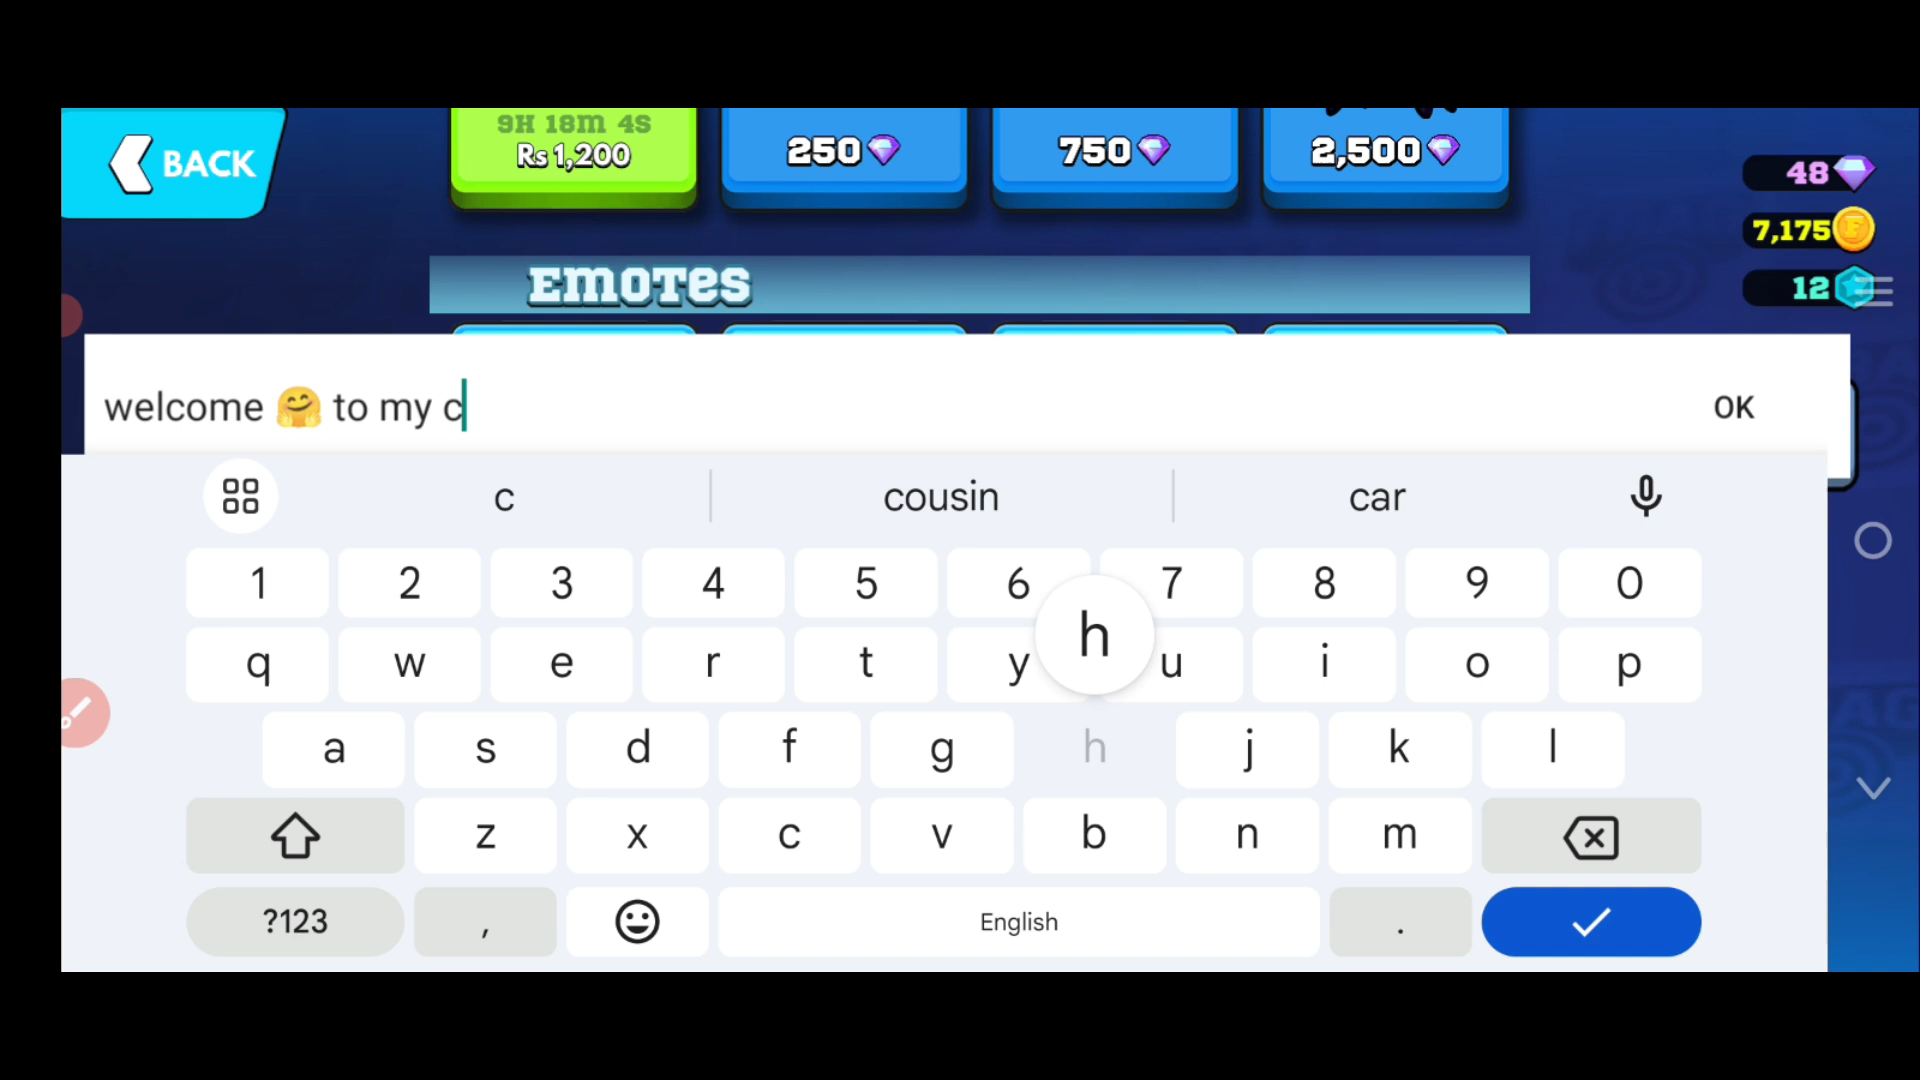 BACK
9H 18m 4S
Rs 1,200
250
750
2,500
48
7,175
12
EMOTES
welcome 🤗 to my c
OK
c cousin car
1 2 3 4 5 6 7 8 9 0
h
q w e r t y u i o p
a s d f g h j k l
z x c v b n m
?123 , English .